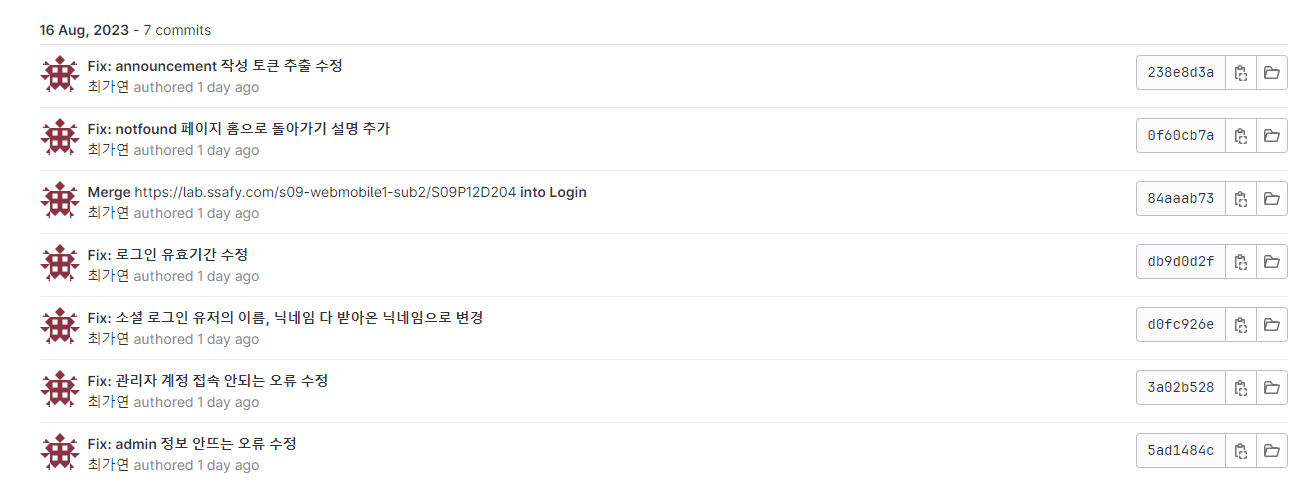 16 Aug, 2023 - 7 commits
Fix: announcement 작성 토큰 추출 수정
최가연 authored 1 day ago
238e8d3a
Fix: notfound 페이지 홈으로 돌아가기 설명 추가
최가연 authored 1 day ago
0f60cb7a
Merge https://lab.ssafy.com/s09-webmobile1-sub2/S09P12D204 into Login
최가연 authored 1 day ago
84aaab73
Fix: 로그인 유효기간 수정
최가연 authored 1 day ago
db9d0d2f
Fix: 소셜 로그인 유저의 이름, 닉네임 다 받아온 닉네임으로 변경
최가연 authored 1 day ago
d0fc926e
Fix: 관리자 계정 접속 안되는 오류 수정
최가연 authored 1 day ago
3a02b528
Fix: admin 정보 안뜨는 오류 수정
최가연 authored 1 day ago
5ad1484c